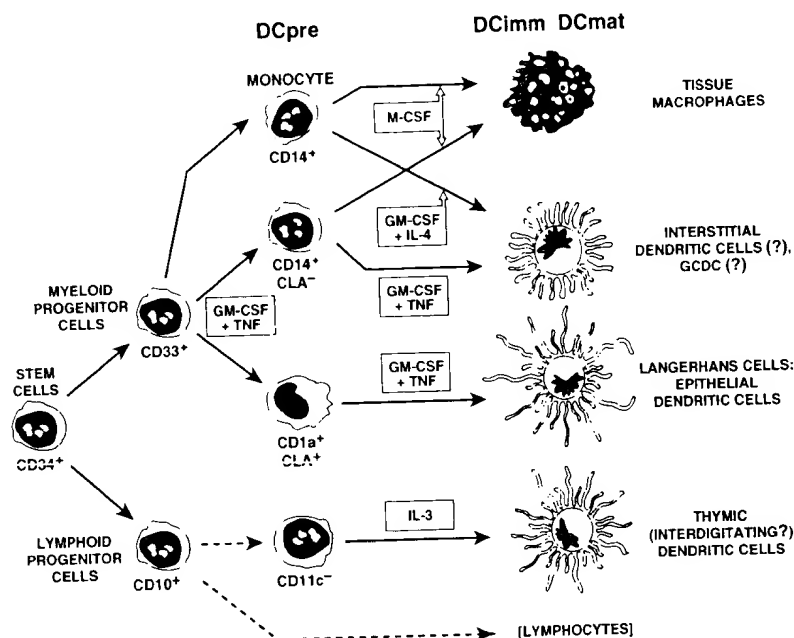 DCpre
DCimm DCmat
MONOCYTE
CD14+
M-CSF
TISSUE
MACROPHAGES
CD14+
CLA−
GM-CSF
+ IL-4
GM-CSF
+ TNF
INTERSTITIAL
DENDRITIC CELLS (?),
GCDC (?)
MYELOID
PROGENITOR
CELLS
CD33+
GM-CSF
+ TNF
CD1a+
CLA+
GM-CSF
+ TNF
LANGERHANS CELLS:
EPITHELIAL
DENDRITIC CELLS
STEM
CELLS
CD34+
LYMPHOID
PROGENITOR
CELLS
CD10+
CD11c−
IL-3
THYMIC
(INTERDIGITATING?)
DENDRITIC CELLS
[LYMPHOCYTES]